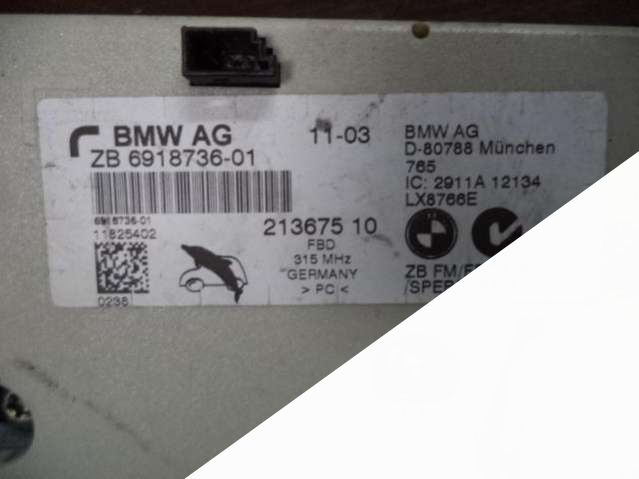 BMW AG
ZB 6918736-01
6918736-01
11825402
0238
11-03
213675 10
FBD
315 MHz
GERMANY
> PC <
BMW AG
D-80788 München
765
IC: 2911A 12134
LX8766E
ZB FM/